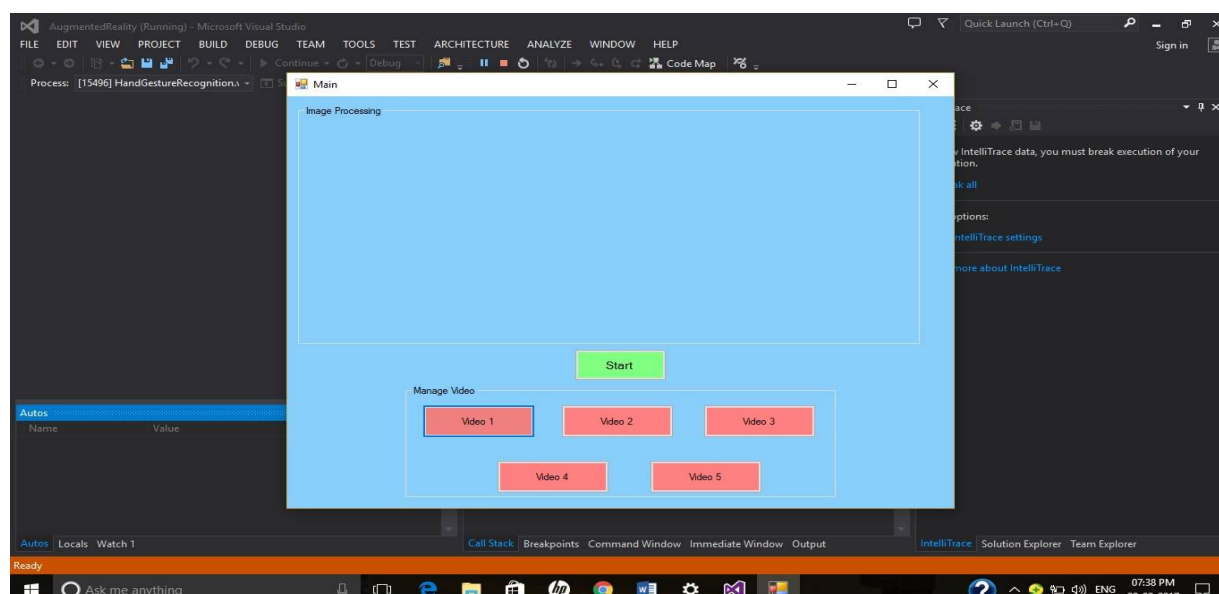 AugmentedReality (Running) - Microsoft Visual Studio
Quick Launch (Ctrl+Q)
FILE EDIT VIEW PROJECT BUILD DEBUG TEAM TOOLS TEST ARCHITECTURE ANALYZE WINDOW HELP
Sign in
Continue Debug Code Map
Process: [15496] HandGestureRecognition.
Main
Image Processing
IntelliTrace data, you must break execution of your
all
IntelliTrace settings
more about IntelliTrace
Start
Manage Video
Video 1 Video 2 Video 3
Video 4 Video 5
Autos
Name Value
Autos Locals Watch 1
Call Stack Breakpoints Command Window Immediate Window Output
IntelliTrace Solution Explorer Team Explorer
Ready
Ask me anything
ENG
07:38 PM